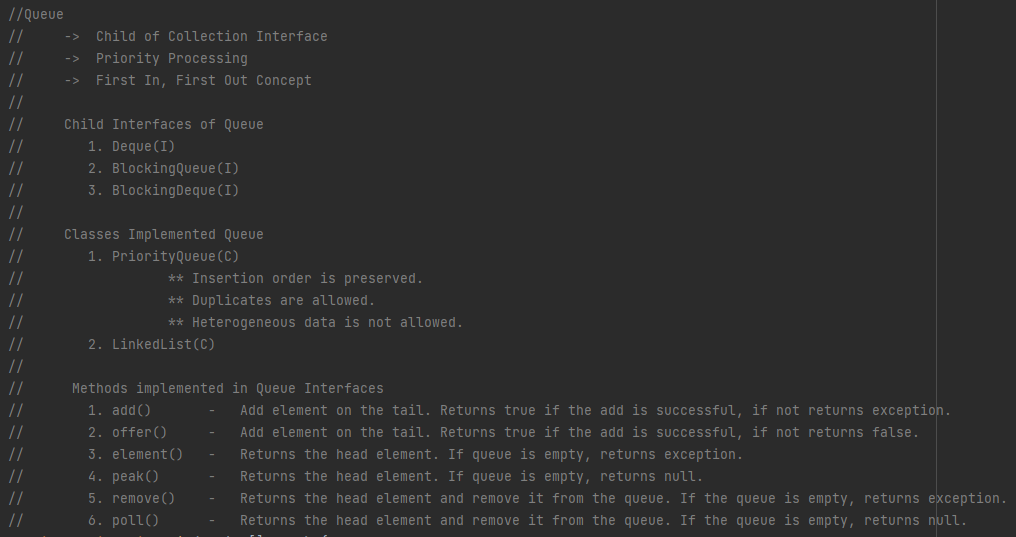 //Queue
//     ->  Child of Collection Interface
//     ->  Priority Processing
//     ->  First In, First Out Concept
//
//     Child Interfaces of Queue
//        1. Deque(I)
//        2. BlockingQueue(I)
//        3. BlockingDeque(I)
//
//     Classes Implemented Queue
//        1. PriorityQueue(C)
//                  ** Insertion order is preserved.
//                  ** Duplicates are allowed.
//                  ** Heterogeneous data is not allowed.
//        2. LinkedList(C)
//
//      Methods implemented in Queue Interfaces
//        1. add()       -   Add element on the tail. Returns true if the add is successful, if not returns exception.
//        2. offer()     -   Add element on the tail. Returns true if the add is successful, if not returns false.
//        3. element()   -   Returns the head element. If queue is empty, returns exception.
//        4. peak()      -   Returns the head element. If queue is empty, returns null.
//        5. remove()    -   Returns the head element and remove it from the queue. If the queue is empty, returns exception.
//        6. poll()      -   Returns the head element and remove it from the queue. If the queue is empty, returns null.